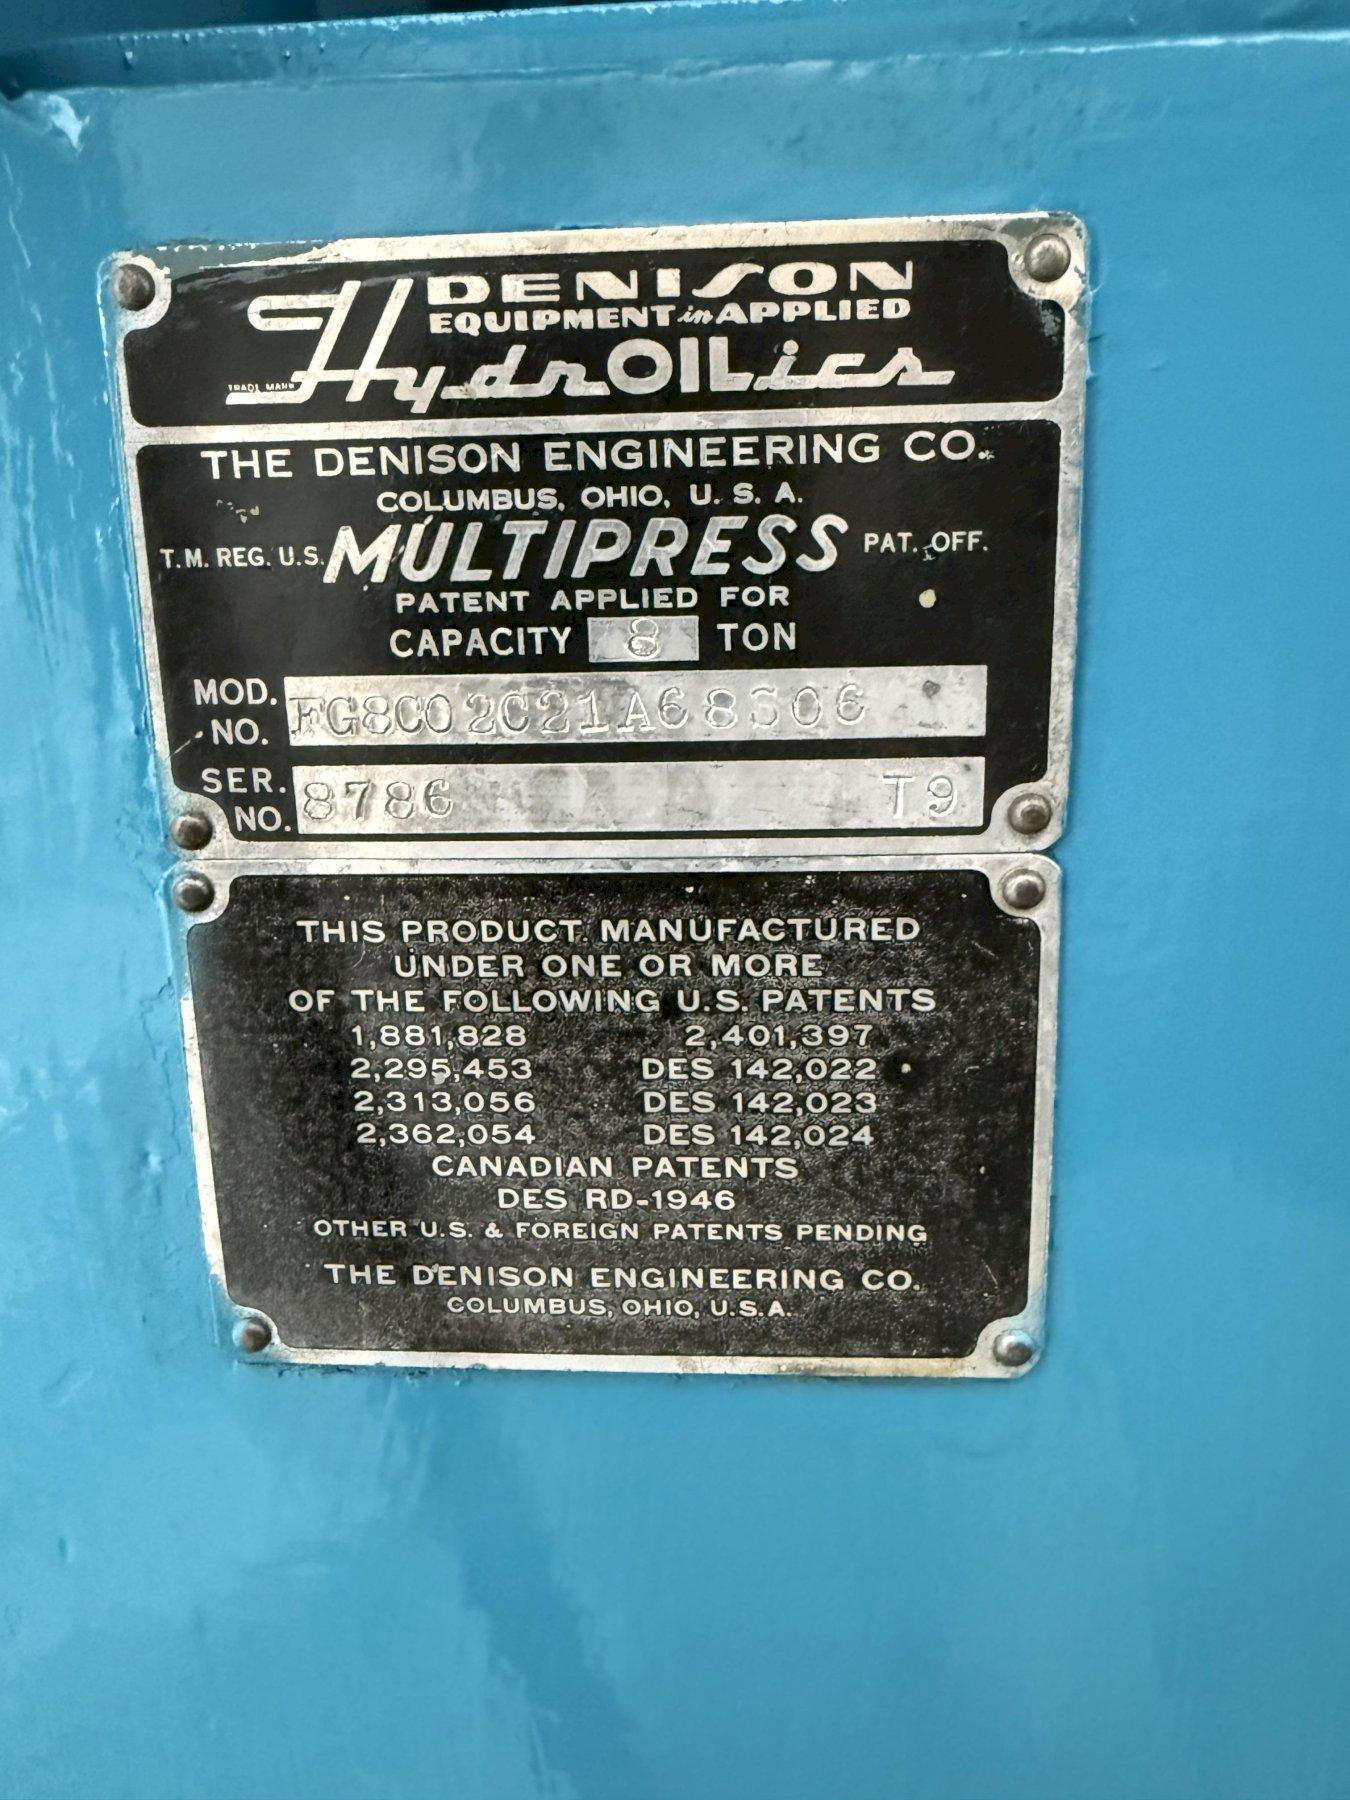 DENISON
EQUIPMENT in APPLIED
HydrOILics
TRADE MARK
THE DENISON ENGINEERING CO.
COLUMBUS, OHIO, U. S. A.
T.M. REG. U.S. MULTIPRESS PAT. OFF.
PATENT APPLIED FOR
CAPACITY 8 TON
MOD. NO. FG8C02C21A68S06
SER. NO. 8786 T9
THIS PRODUCT MANUFACTURED
UNDER ONE OR MORE
OF THE FOLLOWING U.S. PATENTS
1,881,828 2,401,397
2,295,453 DES 142,022
2,313,056 DES 142,023
2,362,054 DES 142,024
CANADIAN PATENTS
DES RD-1946
OTHER U.S. & FOREIGN PATENTS PENDING
THE DENISON ENGINEERING CO.
COLUMBUS, OHIO, U.S.A.